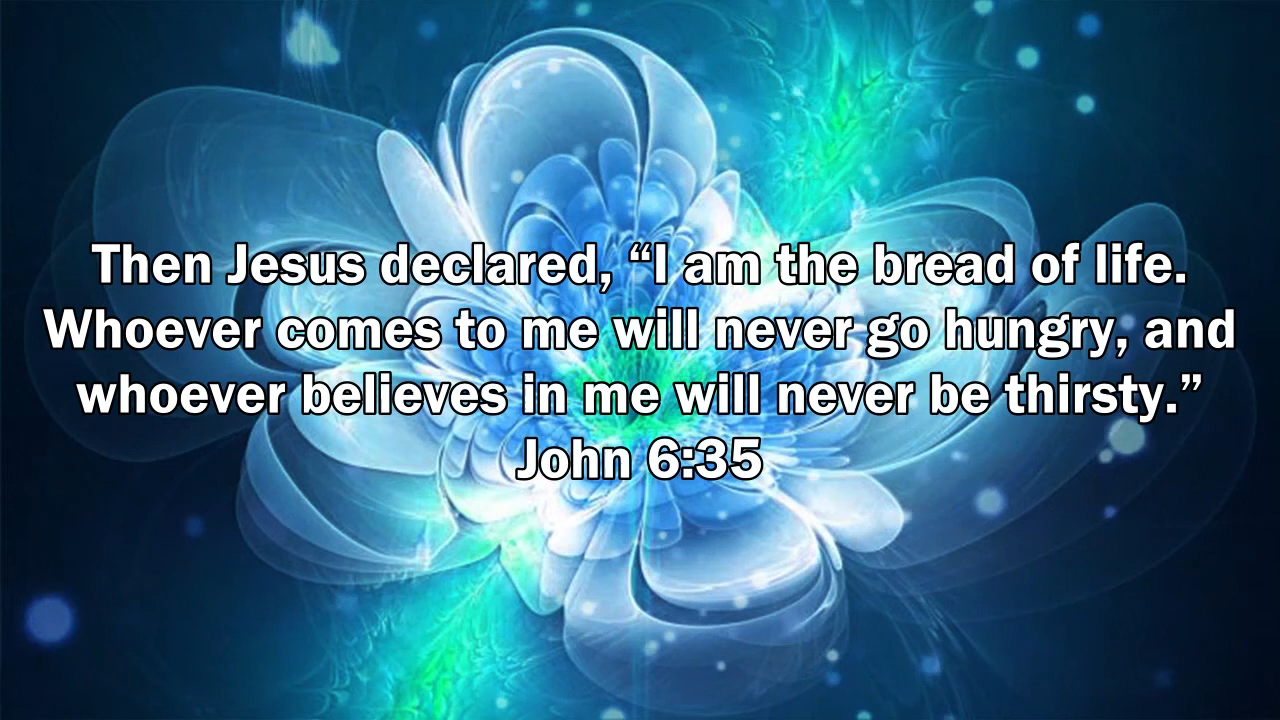 Then Jesus declared, “I am the bread of life.
Whoever comes to me will never go hungry, and
whoever believes in me will never be thirsty.”
John 6:35